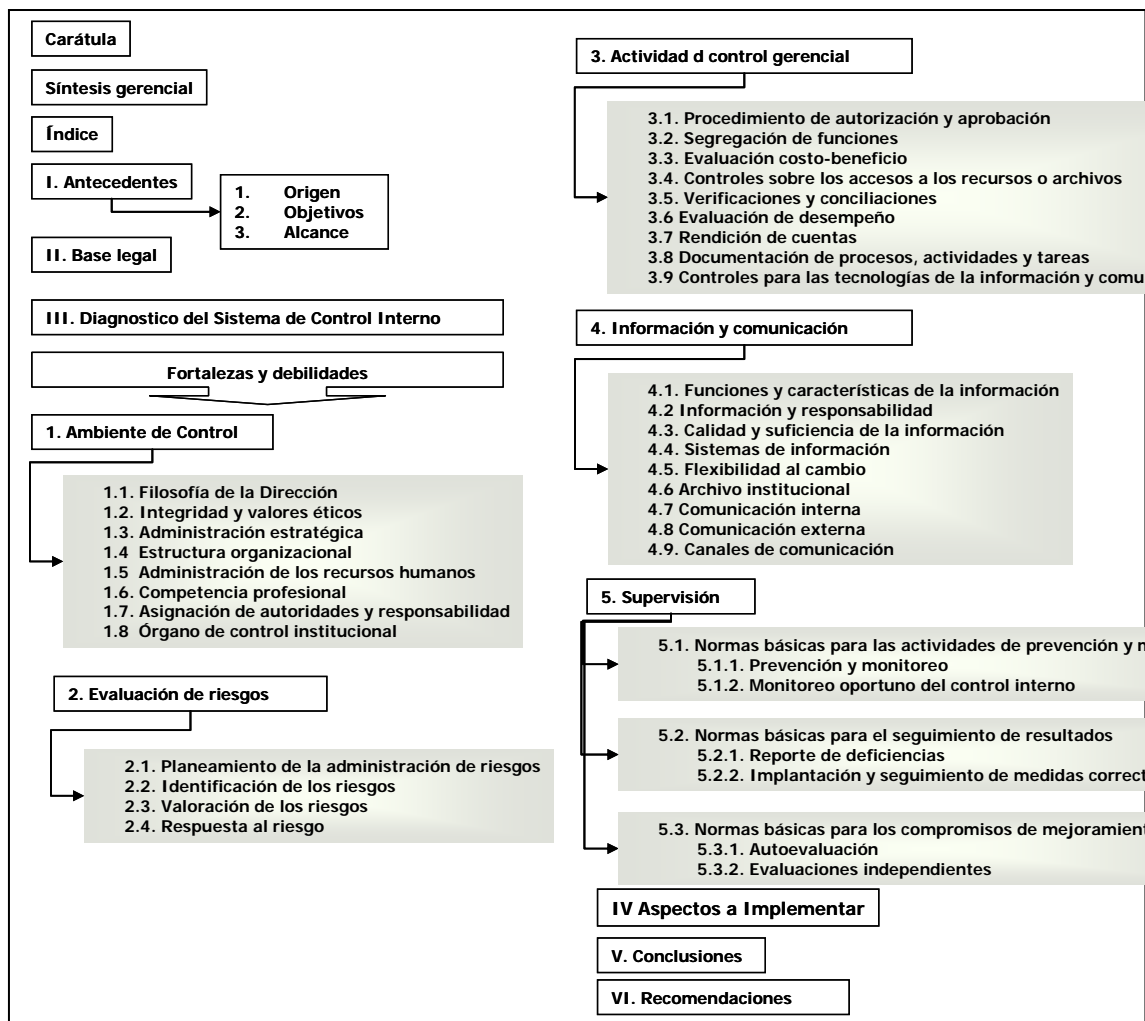 Carátula
Síntesis gerencial
Índice
I. Antecedentes
1. Origen
2. Objetivos
3. Alcance
II. Base legal
III. Diagnostico del Sistema de Control Interno
Fortalezas y debilidades
1. Ambiente de Control
1.1. Filosofía de la Dirección
1.2. Integridad y valores éticos
1.3. Administración estratégica
1.4 Estructura organizacional
1.5 Administración de los recursos humanos
1.6. Competencia profesional
1.7. Asignación de autoridades y responsabilidad
1.8 Órgano de control institucional
2. Evaluación de riesgos
2.1. Planeamiento de la administración de riesgos
2.2. Identificación de los riesgos
2.3. Valoración de los riesgos
2.4. Respuesta al riesgo
3. Actividad d control gerencial
3.1. Procedimiento de autorización y aprobación
3.2. Segregación de funciones
3.3. Evaluación costo-beneficio
3.4. Controles sobre los accesos a los recursos o archivos
3.5. Verificaciones y conciliaciones
3.6 Evaluación de desempeño
3.7 Rendición de cuentas
3.8 Documentación de procesos, actividades y tareas
3.9 Controles para las tecnologías de la información y comu
4. Información y comunicación
4.1. Funciones y características de la información
4.2 Información y responsabilidad
4.3. Calidad y suficiencia de la información
4.4. Sistemas de información
4.5. Flexibilidad al cambio
4.6 Archivo institucional
4.7 Comunicación interna
4.8 Comunicación externa
4.9. Canales de comunicación
5. Supervisión
5.1. Normas básicas para las actividades de prevención y
5.1.1. Prevención y monitoreo
5.1.2. Monitoreo oportuno del control interno
5.2. Normas básicas para el seguimiento de resultados
5.2.1. Reporte de deficiencias
5.2.2. Implantación y seguimiento de medidas correct
5.3. Normas básicas para los compromisos de mejoramien
5.3.1. Autoevaluación
5.3.2. Evaluaciones independientes
IV Aspectos a Implementar
V. Conclusiones
VI. Recomendaciones